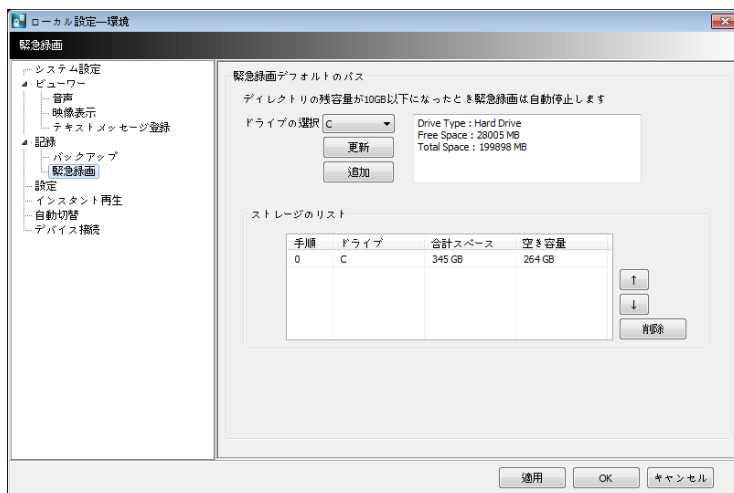 ローカル設定―環境
緊急録画
システム設定
ビューワー
音声
映像表示
テキストメッセージ登録
記録
バックアップ
緊急録画
設定
インスタント再生
自動切替
デバイス接続
緊急録画デフォルトのパス
ディレクトリの残容量が10GB以下になったとき緊急録画は自動停止します
ドライブの選択 C
更新
追加
Drive Type : Hard Drive
Free Space : 28005 MB
Total Space : 199898 MB
ストレージのリスト
手順 ドライブ 合計スペース 空き容量
0 C 345 GB 264 GB
↑
↓
削除
適用 OK キャンセル